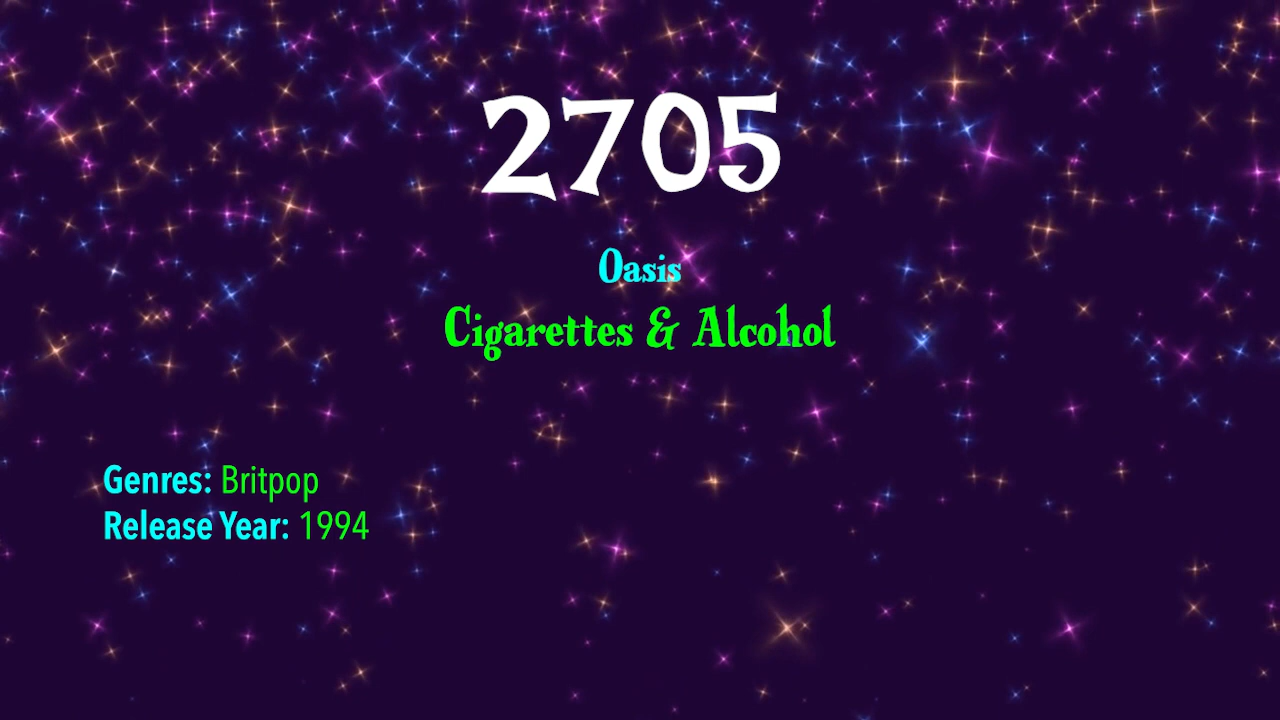 2705
Oasis
Cigarettes & Alcohol
Genres: Britpop
Release Year: 1994